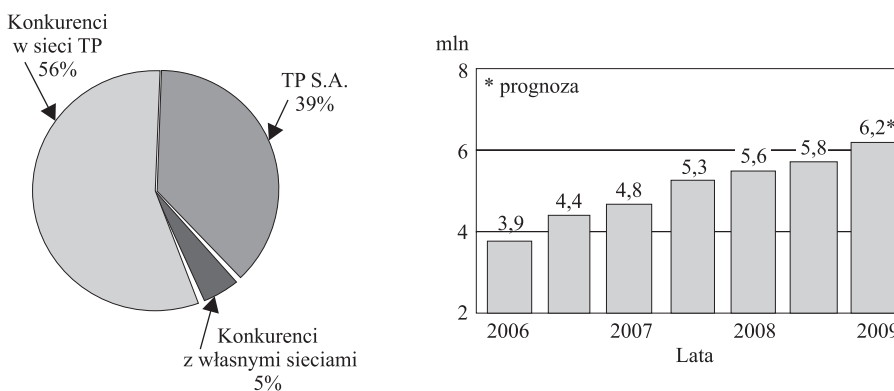 Konkurenci
w sieci TP
56%
TP S.A.
39%
Konkurenci
z własnymi sieciami
5%
mln
8
* prognoza
6,2*
6
5,8
5,6
5,3
4,8
4,4
3,9
4
2
2006
2007
2008
2009
Lata